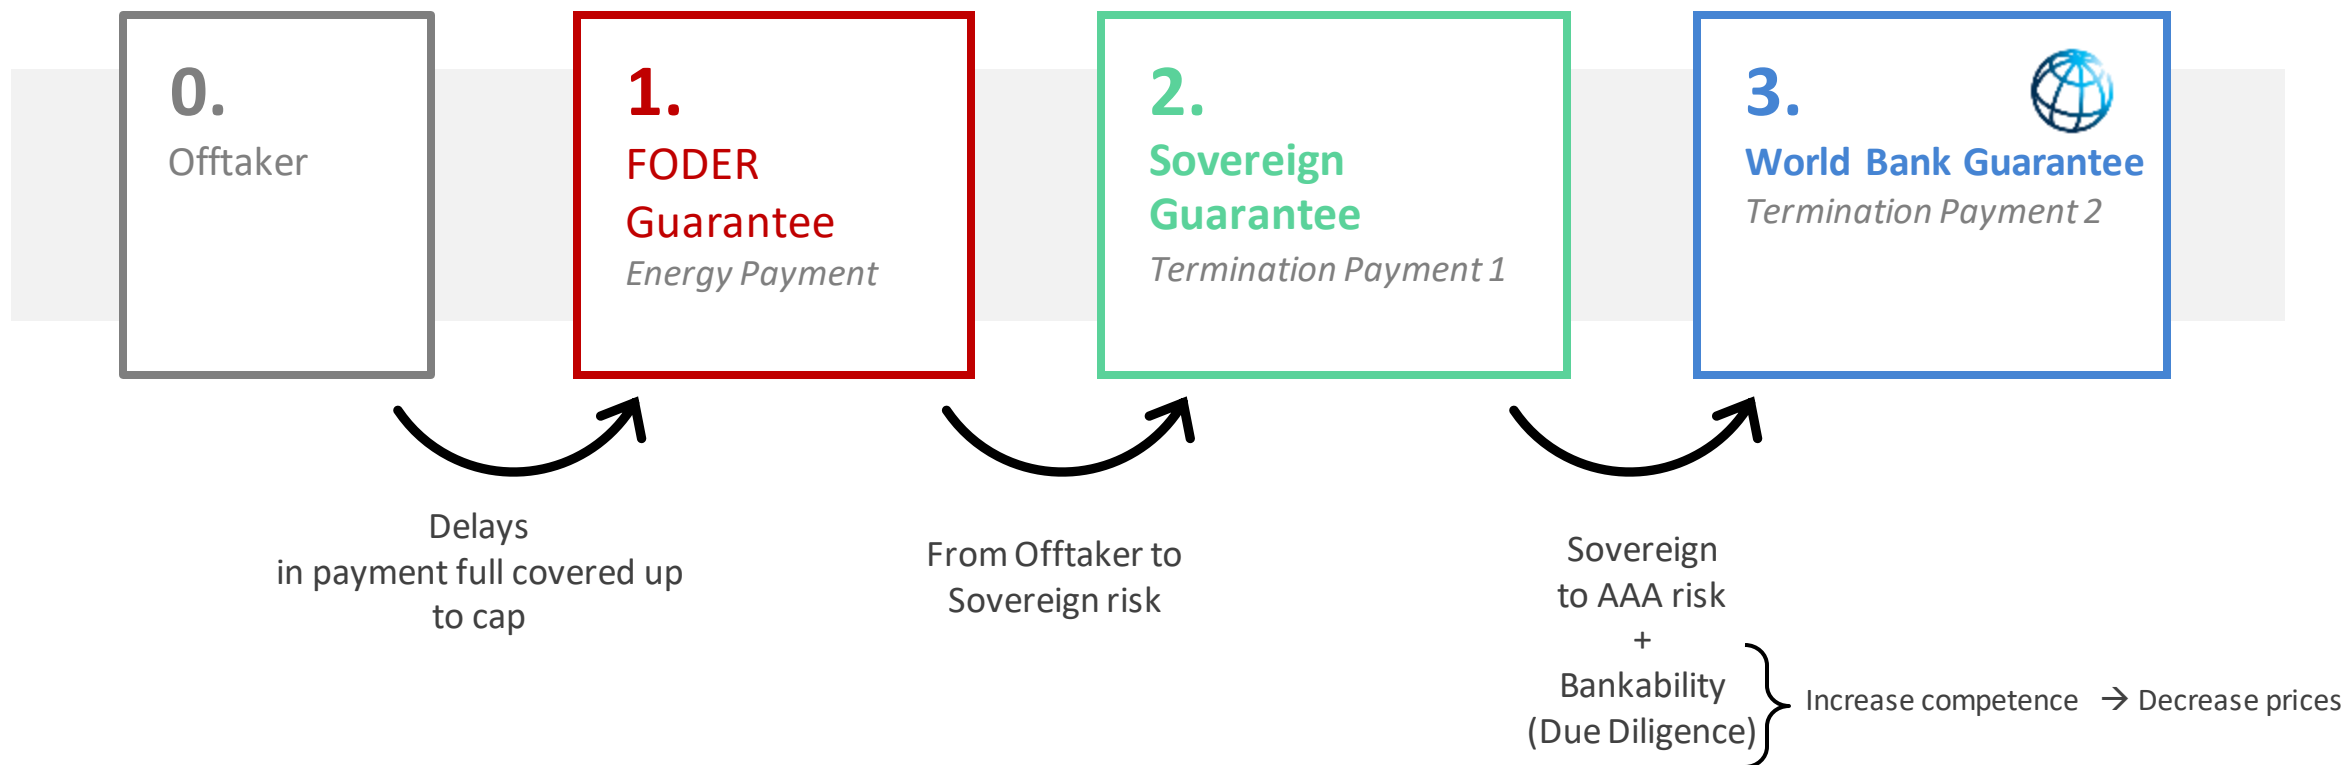 0.
Offtaker
1.
FODER
Guarantee
Energy Payment
2.
Sovereign
Guarantee
Termination Payment 1
3.
World Bank Guarantee
Termination Payment 2
Delays
in payment full covered up
to cap
From Offtaker to
Sovereign risk
Sovereign
to AAA risk
+
Bankability
(Due Diligence)
Increase competence → Decrease prices